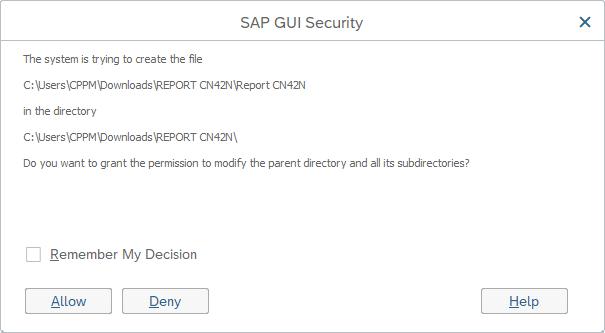 SAP GUI Security
The system is trying to create the file
C:\Users\CPPM\Downloads\REPORT CN42N\Report CN42N
in the directory
C:\Users\CPPM\Downloads\REPORT CN42N\
Do you want to grant the permission to modify the parent directory and all its subdirectories?
Remember My Decision
Allow Deny Help